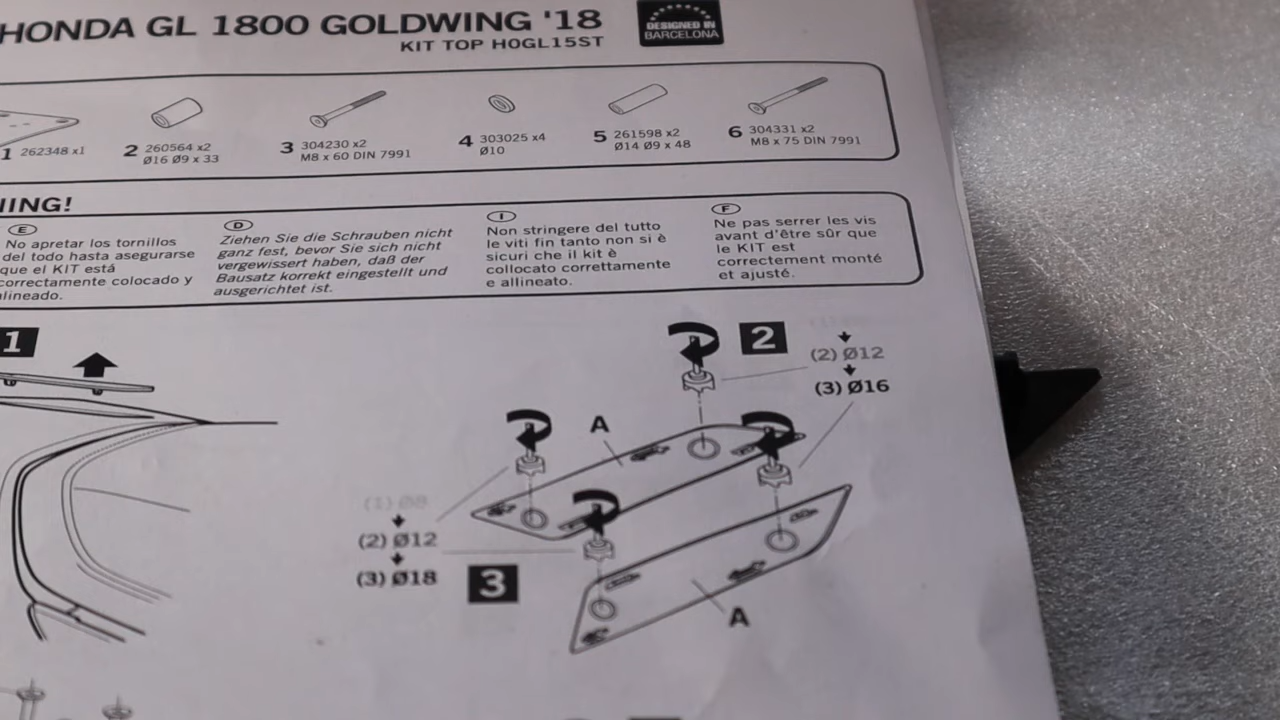 HONDA GL 1800 GOLDWING '18
KIT TOP H0GL15ST
DESIGNED IN
BARCELONA
1 262348 x1
2 260564 x2
Ø16 Ø9 x 33
3 304230 x2
M8 x 60 DIN 7991
4 303025 x4
Ø10
5 261598 x2
Ø14 Ø9 x 48
6 304331 x2
M8 x 75 DIN 7991
NING!
E
No apretar los tornillos
del todo hasta asegurarse
que el KIT está
correctamente colocado y
alineado.
D
Ziehen Sie die Schrauben nicht
ganz fest, bevor Sie sich nicht
vergewissert haben, daß der
Bausatz korrekt eingestellt und
ausgerichtet ist.
I
Non stringere del tutto
le viti fin tanto non si è
sicuri che il kit è
collocato correttamente
e allineato.
F
Ne pas serrer les vis
avant d'être sûr que
le KIT est
correctement monté
et ajusté.
1
2
(2) Ø12
(3) Ø16
A
(1) Ø8
(2) Ø12
(3) Ø18
3
A